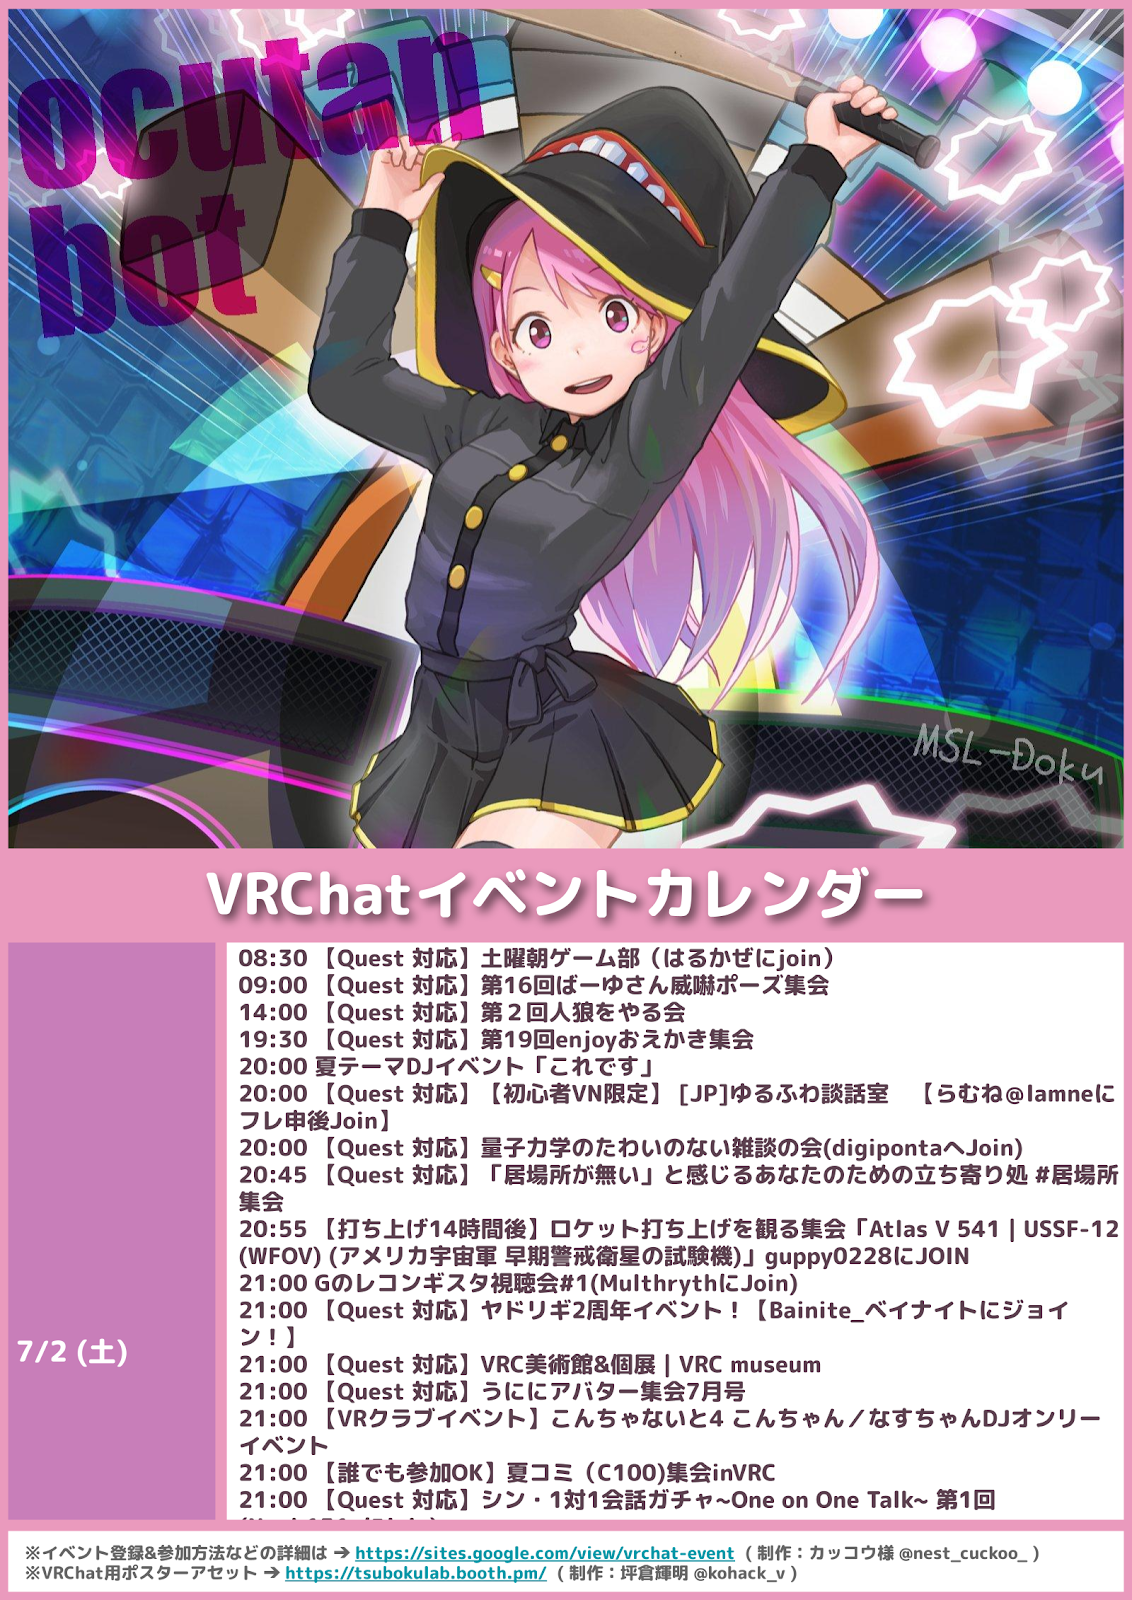 ocutan
bot
MSL-Doku
VRChatイベントカレンダー
7/2 (土)
08:30 【Quest 対応】土曜朝ゲーム部（はるかぜにjoin）
09:00 【Quest 対応】第16回ばーゆさん威嚇ポーズ集会
14:00 【Quest 対応】第２回人狼をやる会
19:30 【Quest 対応】第19回enjoyおえかき集会
20:00 夏テーマDJイベント「これです」
20:00 【Quest 対応】【初心者VN限定】 [JP]ゆるふわ談話室　【らむね@lamneに
フレ申後Join】
20:00 【Quest 対応】量子力学のたわいのない雑談の会(digipontaへJoin)
20:45 【Quest 対応】「居場所が無い」と感じるあなたのための立ち寄り処 #居場所
集会
20:55 【打ち上げ14時間後】ロケット打ち上げを観る集会「Atlas V 541 | USSF-12
(WFOV) (アメリカ宇宙軍 早期警戒衛星の試験機)」guppy0228にJOIN
21:00 Gのレコンギスタ視聴会#1(MulthrythにJoin)
21:00 【Quest 対応】ヤドリギ2周年イベント！【Bainite_ベイナイトにジョイ
ン！】
21:00 【Quest 対応】VRC美術館&個展 | VRC museum
21:00 【Quest 対応】うににアバター集会7月号
21:00 【VRクラブイベント】こんちゃないと4 こんちゃん／なすちゃんDJオンリー
イベント
21:00 【誰でも参加OK】夏コミ（C100)集会inVRC
21:00 【Quest 対応】シン・1対1会話ガチャ~One on One Talk~ 第1回
※イベント登録&参加方法などの詳細は ➔ https://sites.google.com/view/vrchat-event ( 制作：カッコウ様 @nest_cuckoo_ )
※VRChat用ポスターアセット ➔ https://tsubokulab.booth.pm/ ( 制作：坪倉輝明 @kohack_v )